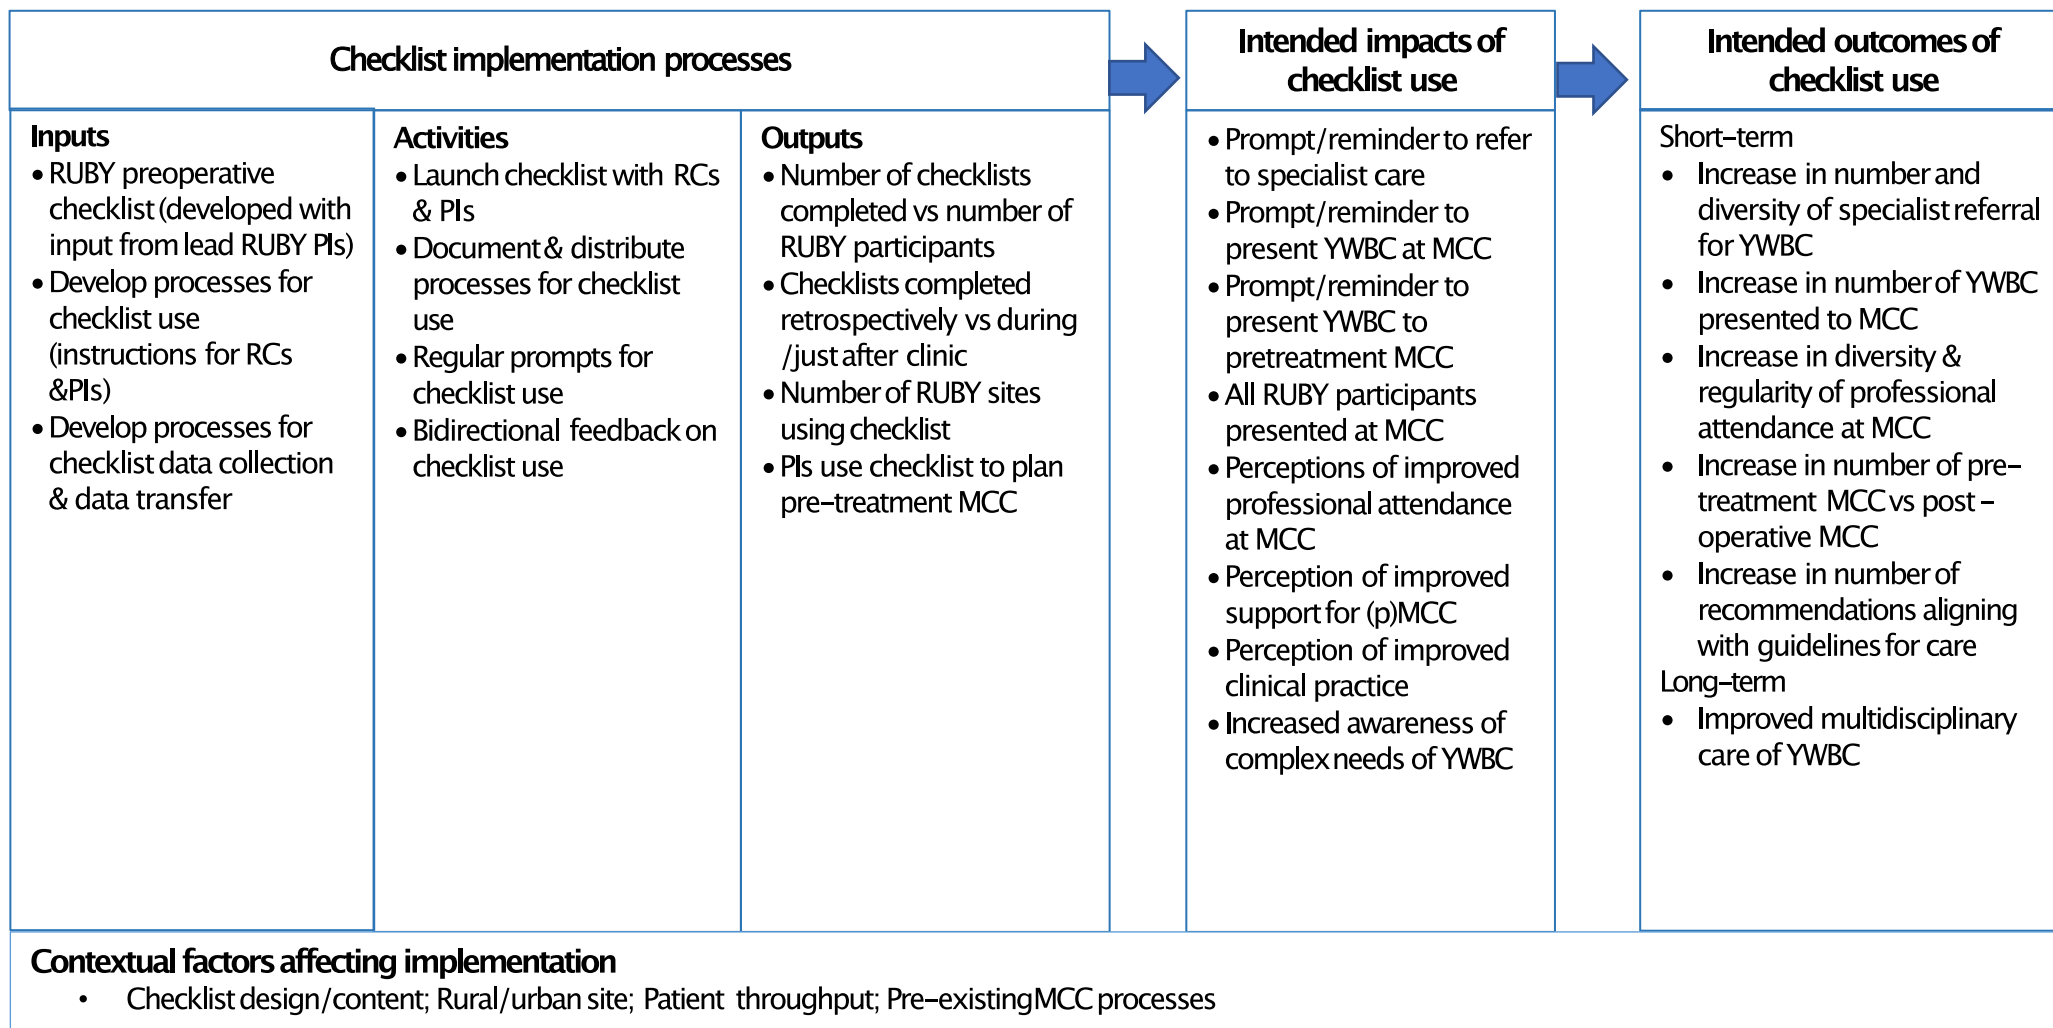 Checklist implementation processes
Intended impacts of
checklist use
Intended outcomes of
checklist use
Inputs
• RUBY preoperative
checklist (developed with
input from lead RUBY PIs)
• Develop processes for
checklist use
(instructions for RCs
&PIs)
• Develop processes for
checklist data collection
& data transfer
Activities
• Launch checklist with RCs
& PIs
• Document & distribute
processes for checklist
use
• Regular prompts for
checklist use
• Bidirectional feedback on
checklist use
Outputs
• Number of checklists
completed vs number of
RUBY participants
• Checklists completed
retrospectively vs during
/just after clinic
• Number of RUBY sites
using checklist
• PIs use checklist to plan
pre-treatment MCC
• Prompt/reminder to refer
to specialist care
• Prompt/reminder to
present YWBC at MCC
• Prompt/reminder to
present YWBC to
pretreatment MCC
• All RUBY participants
presented at MCC
• Perceptions of improved
professional attendance
at MCC
• Perception of improved
support for (p)MCC
• Perception of improved
clinical practice
• Increased awareness of
complex needs of YWBC
Short-term
• Increase in number and
diversity of specialist referral
for YWBC
• Increase in number of YWBC
presented to MCC
• Increase in diversity &
regularity of professional
attendance at MCC
• Increase in number of pre-
treatment MCC vs post-
operative MCC
• Increase in number of
recommendations aligning
with guidelines for care
Long-term
• Improved multidisciplinary
care of YWBC
Contextual factors affecting implementation
• Checklist design/content; Rural/urban site; Patient throughput; Pre-existing MCC processes